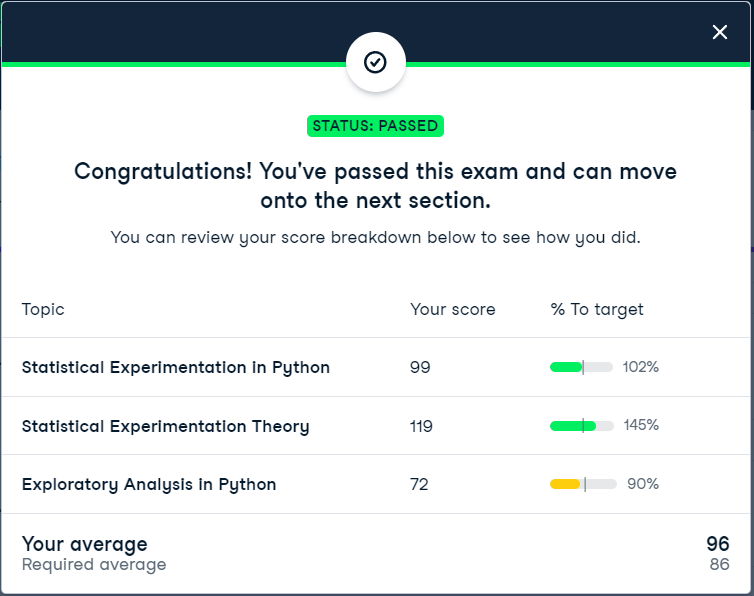 STATUS: PASSED
Congratulations! You've passed this exam and can move
onto the next section.
You can review your score breakdown below to see how you did.
Topic Your score % To target
Statistical Experimentation in Python 99 102%
Statistical Experimentation Theory 119 145%
Exploratory Analysis in Python 72 90%
Your average 96
Required average 86